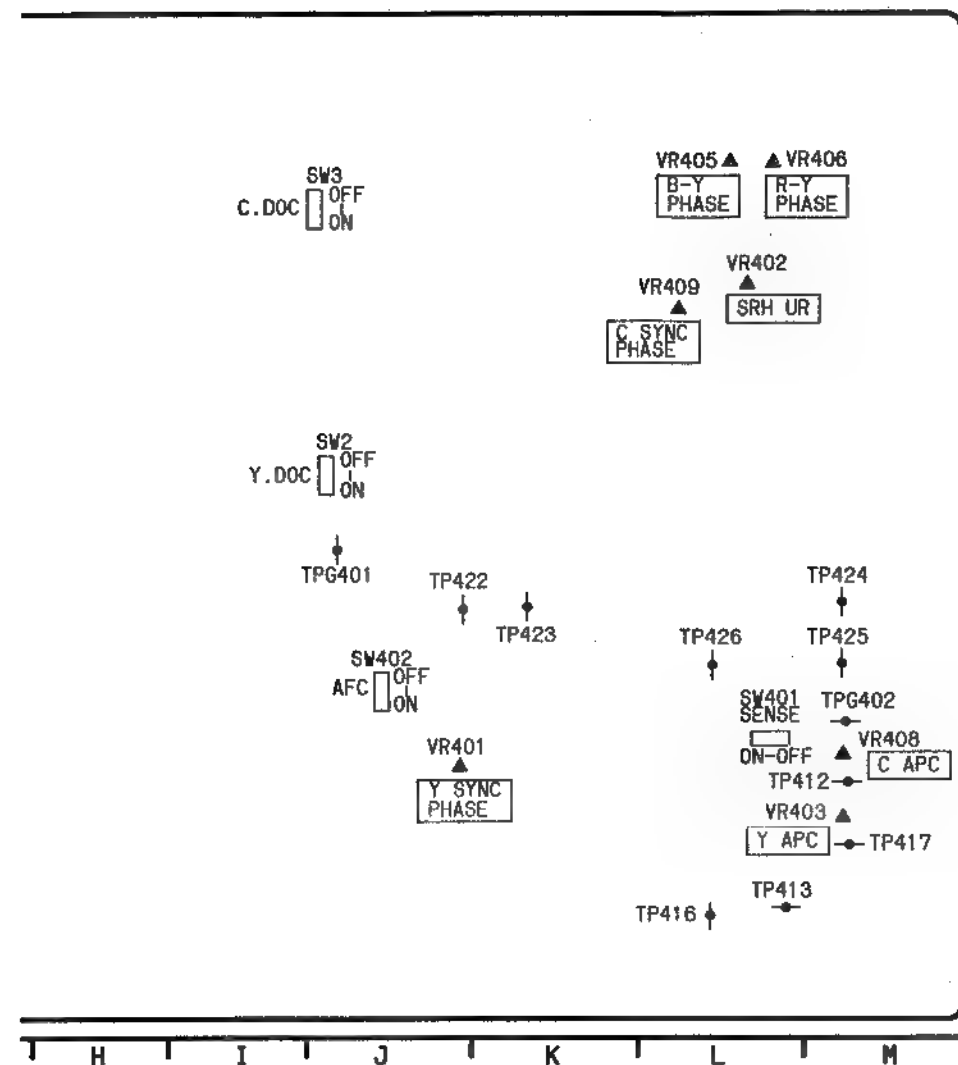 VR405 ▲ ▲ VR406
B-Y
PHASE
R-Y
PHASE
SW3
C.DOC
OFF
ON
VR402
▲
SRH UR
VR409
▲
C SYNC
PHASE
SW2
Y.DOC
OFF
ON
TPG401
TP422
TP423
TP424
TP426
TP425
SW402
AFC
OFF
ON
SW401
SENSE
ON-OFF
TPG402
VR408
C APC
VR401
▲
Y SYNC
PHASE
TP412
VR403 ▲
Y APC
TP417
TP413
TP416
H I J K L M